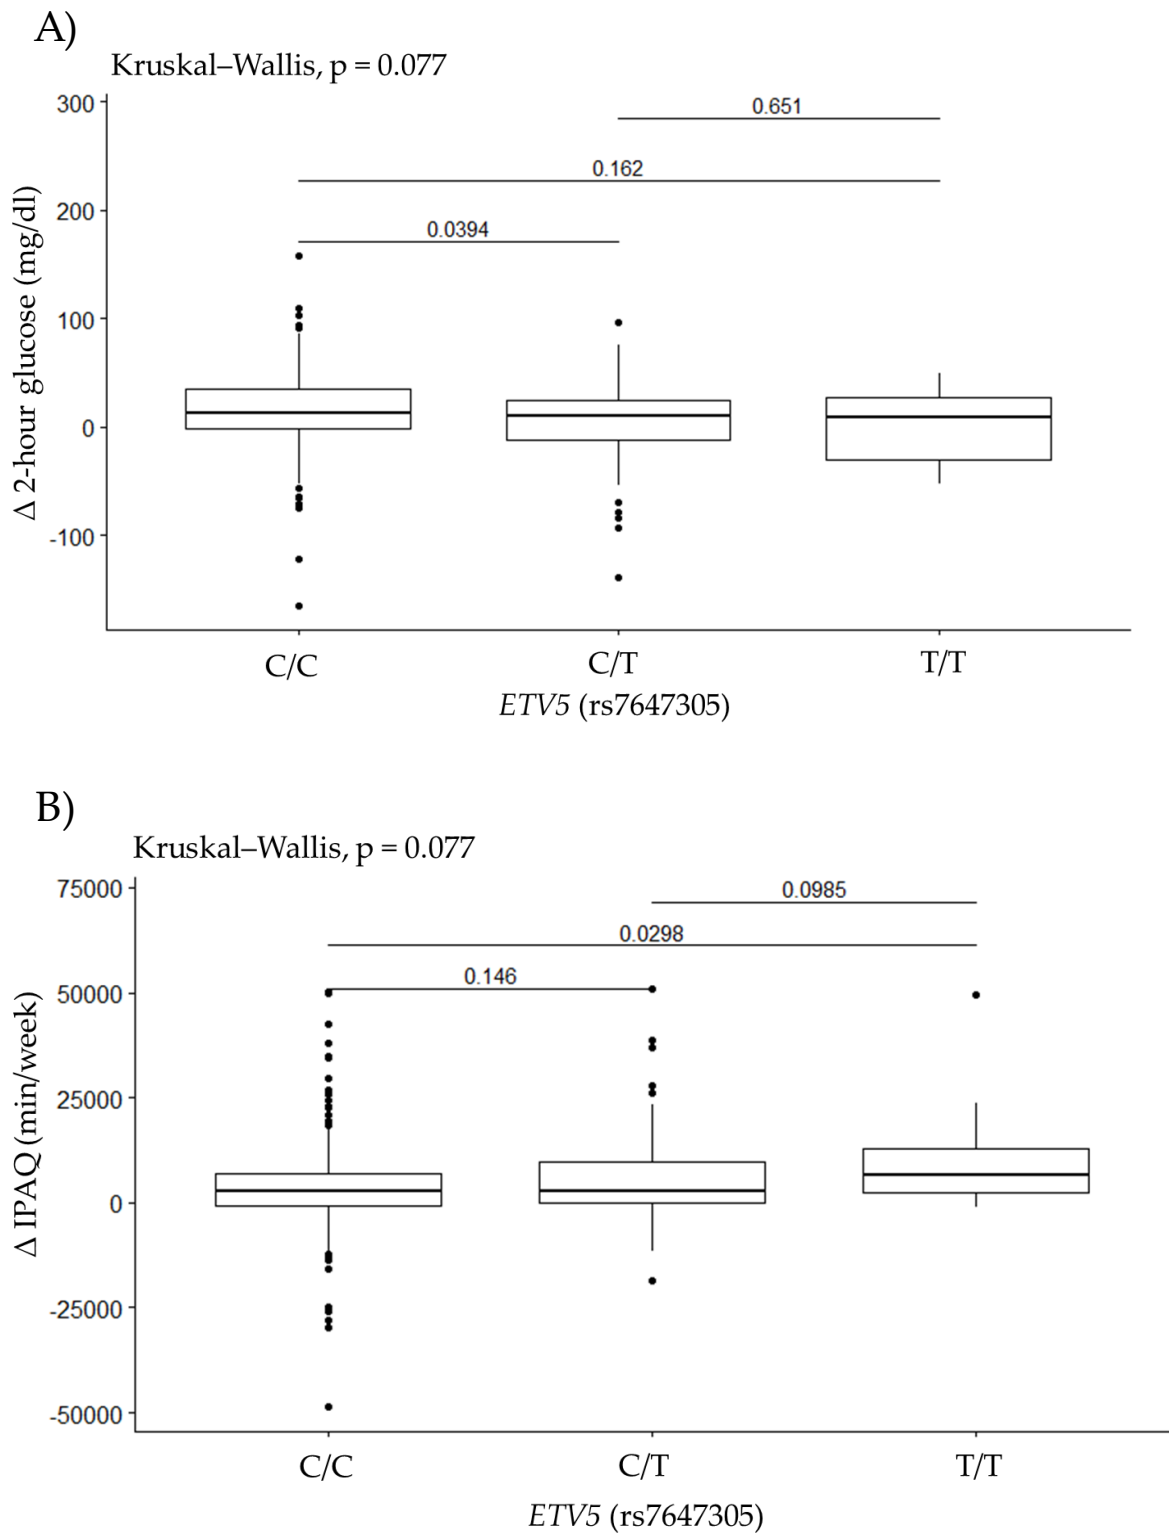 A)
Kruskal–Wallis, p = 0.077
300
0.651
0.162
200
0.0394
100
0
-100
Δ 2-hour glucose (mg/dl)
C/C C/T T/T
ETV5 (rs7647305)
B)
Kruskal–Wallis, p = 0.077
75000
0.0985
0.0298
0.146
50000
25000
0
-25000
-50000
Δ IPAQ (min/week)
C/C C/T T/T
ETV5 (rs7647305)